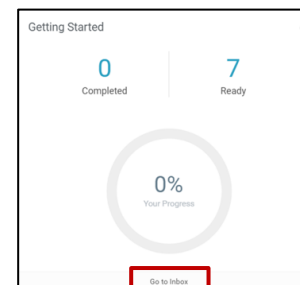 Getting Started
0 7
Completed Ready
0%
Your Progress
Go to Inbox